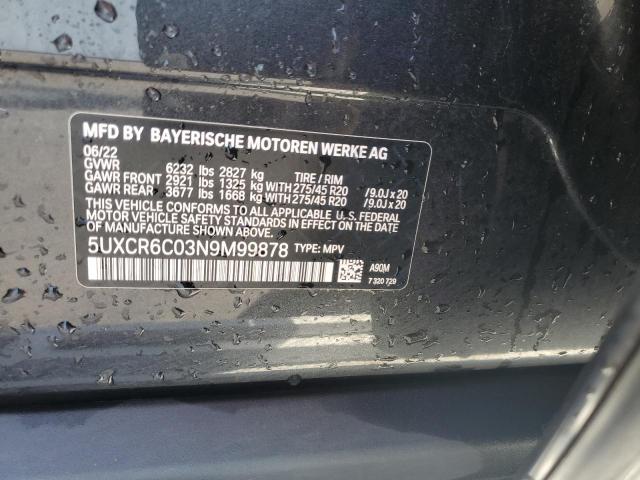 MFD BY BAYERISCHE MOTOREN WERKE AG
06/22
GVWR 6232 lbs 2827 kg TIRE / RIM
GAWR FRONT 2921 lbs 1325 kg WITH 275/45 R20 /9.0J x 20
GAWR REAR: 3677 lbs 1668 kg WITH 275/45 R20 /9.0J x 20
THIS VEHICLE CONFORMS TO ALL APPLICABLE U.S. FEDERAL
MOTOR VEHICLE SAFETY STANDARDS IN EFFECT ON THE DATE
OF MANUFACTURE SHOWN ABOVE.
5UXCR6C03N9M99878 TYPE: MPV
A90M
7 320 729